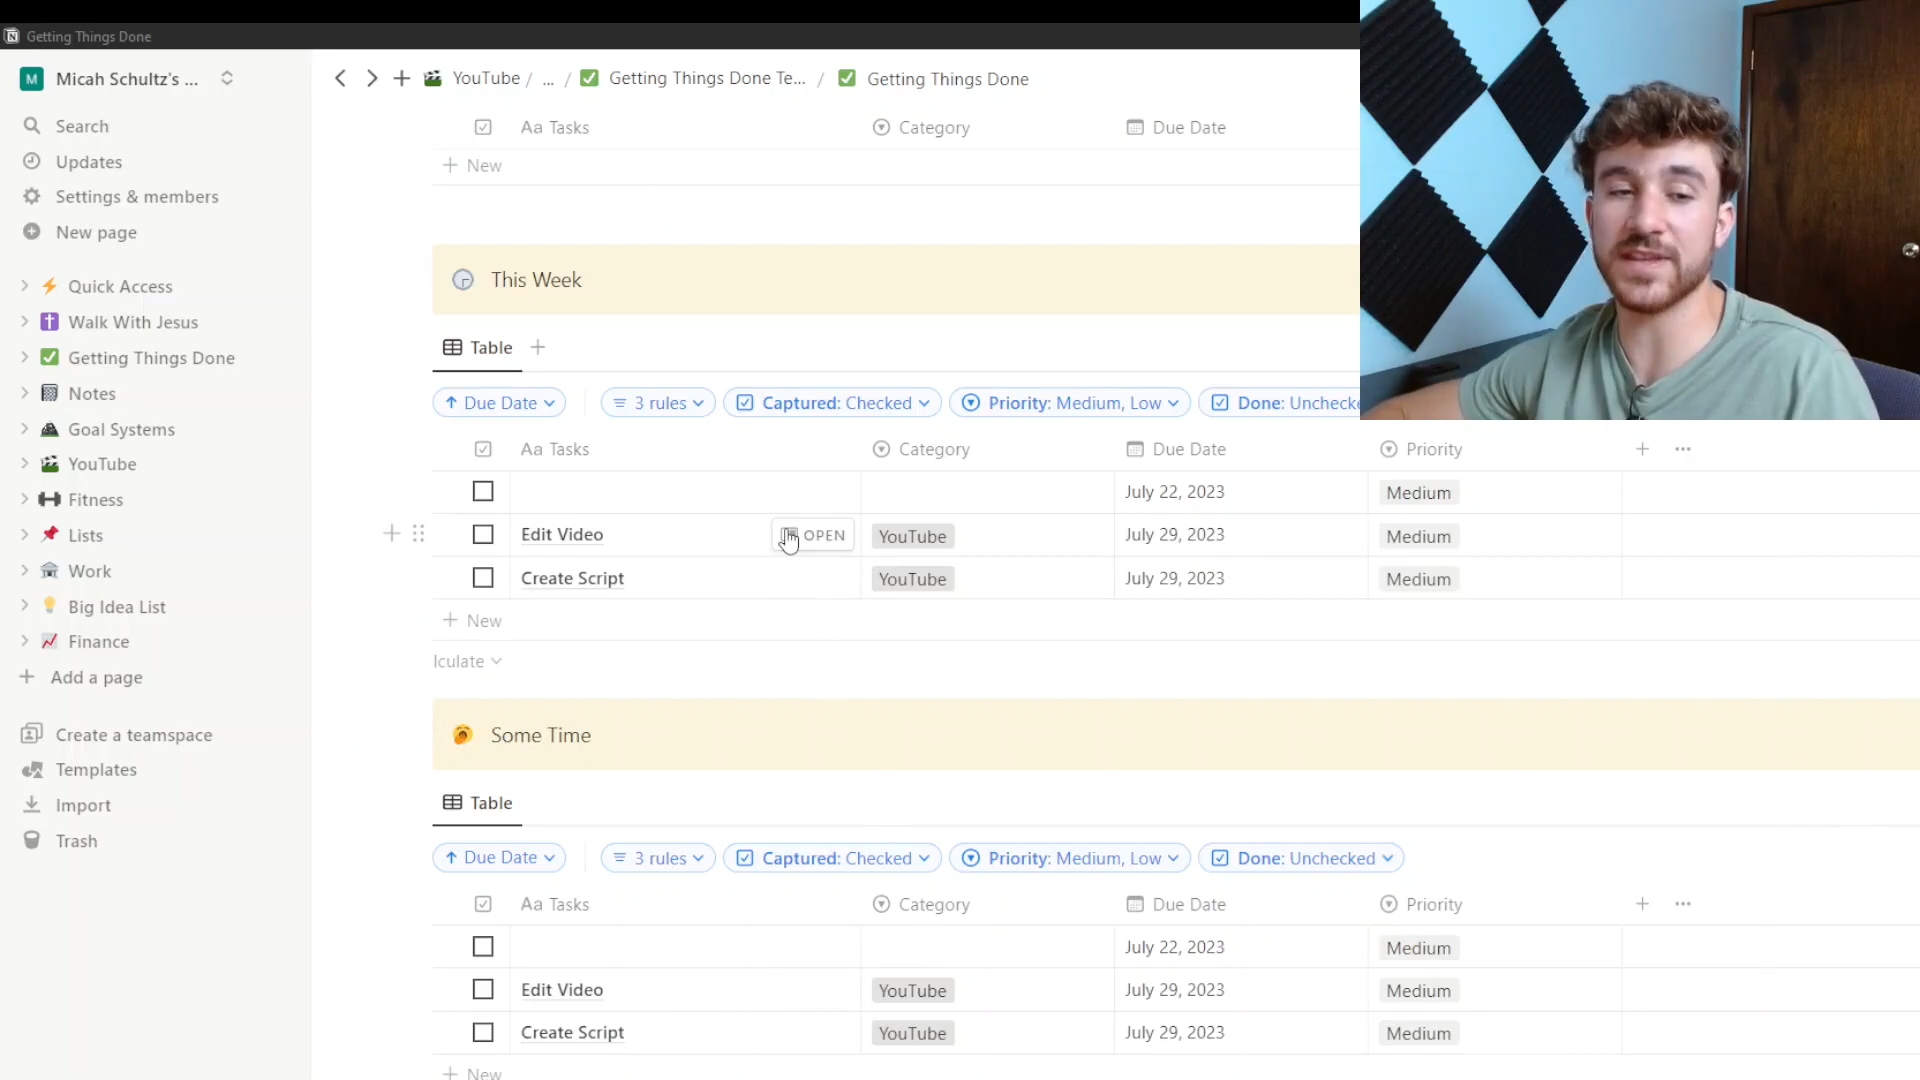 Getting Things Done
M Micah Schultz's ...
Search
Updates
Settings & members
New page
Quick Access
Walk With Jesus
Getting Things Done
Notes
Goal Systems
YouTube
Fitness
Lists
Work
Big Idea List
Finance
Add a page
Create a teamspace
Templates
Import
Trash
YouTube / ... / Getting Things Done Te... / Getting Things Done
Aa Tasks Category Due Date
+ New
This Week
Table +
↑ Due Date 3 rules Captured: Checked Priority: Medium, Low Done: Unchecke
Aa Tasks Category Due Date Priority + ...
July 22, 2023 Medium
Edit Video OPEN YouTube July 29, 2023 Medium
Create Script YouTube July 29, 2023 Medium
+ New
lculate
Some Time
Table
↑ Due Date 3 rules Captured: Checked Priority: Medium, Low Done: Unchecked
Aa Tasks Category Due Date Priority + ...
July 22, 2023 Medium
Edit Video YouTube July 29, 2023 Medium
Create Script YouTube July 29, 2023 Medium
+ New